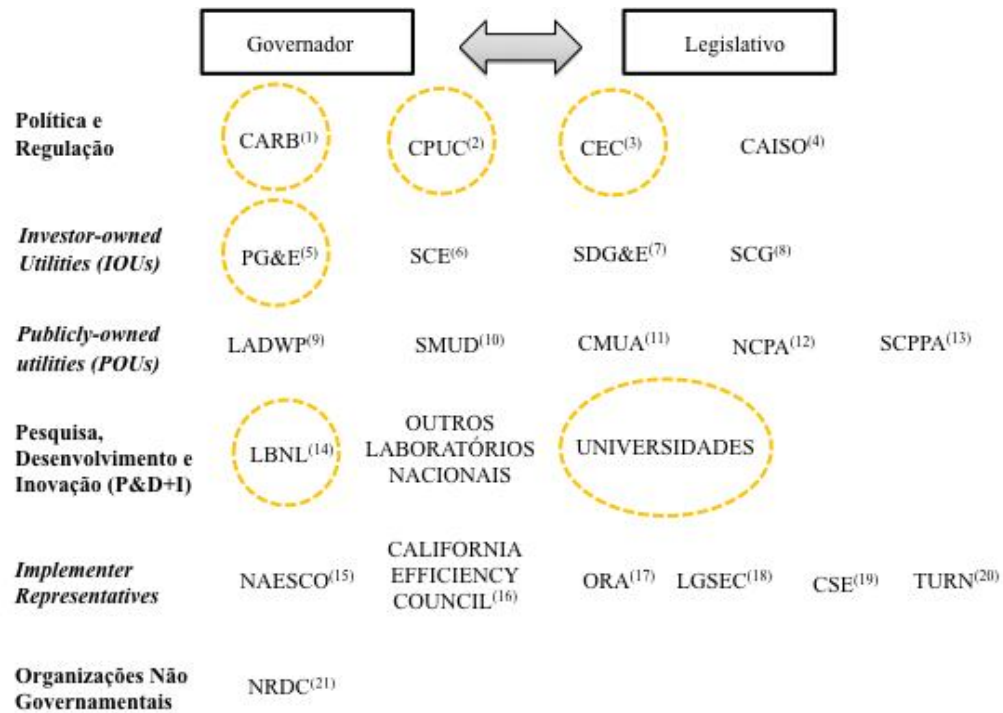 Governador
Legislativo
Política e
Regulação
CARB(1)
CPUC(2)
CEC(3)
CAISO(4)
Investor-owned
Utilities (IOUs)
PG&E(5)
SCE(6)
SDG&E(7)
SCG(8)
Publicly-owned
utilities (POUs)
LADWP(9)
SMUD(10)
CMUA(11)
NCPA(12)
SCPPA(13)
Pesquisa,
Desenvolvimento e
Inovação (P&D+I)
LBNL(14)
OUTROS
LABORATÓRIOS
NACIONAIS
UNIVERSIDADES
Implementer
Representatives
NAESCO(15)
CALIFORNIA
EFFICIENCY
COUNCIL(16)
ORA(17)
LGSEC(18)
CSE(19)
TURN(20)
Organizações Não
Governamentais
NRDC(21)